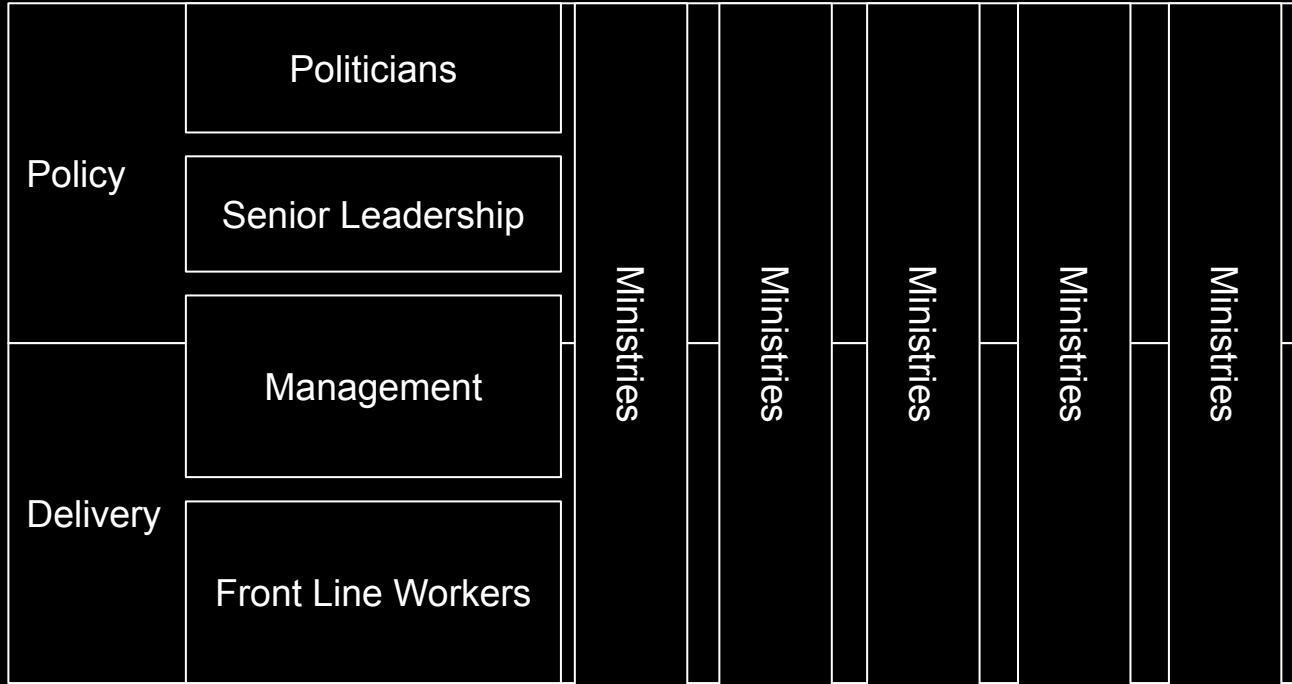 Politicians
Policy
Senior Leadership
Management
Delivery
Front Line Workers
Ministries
Ministries
Ministries
Ministries
Ministries